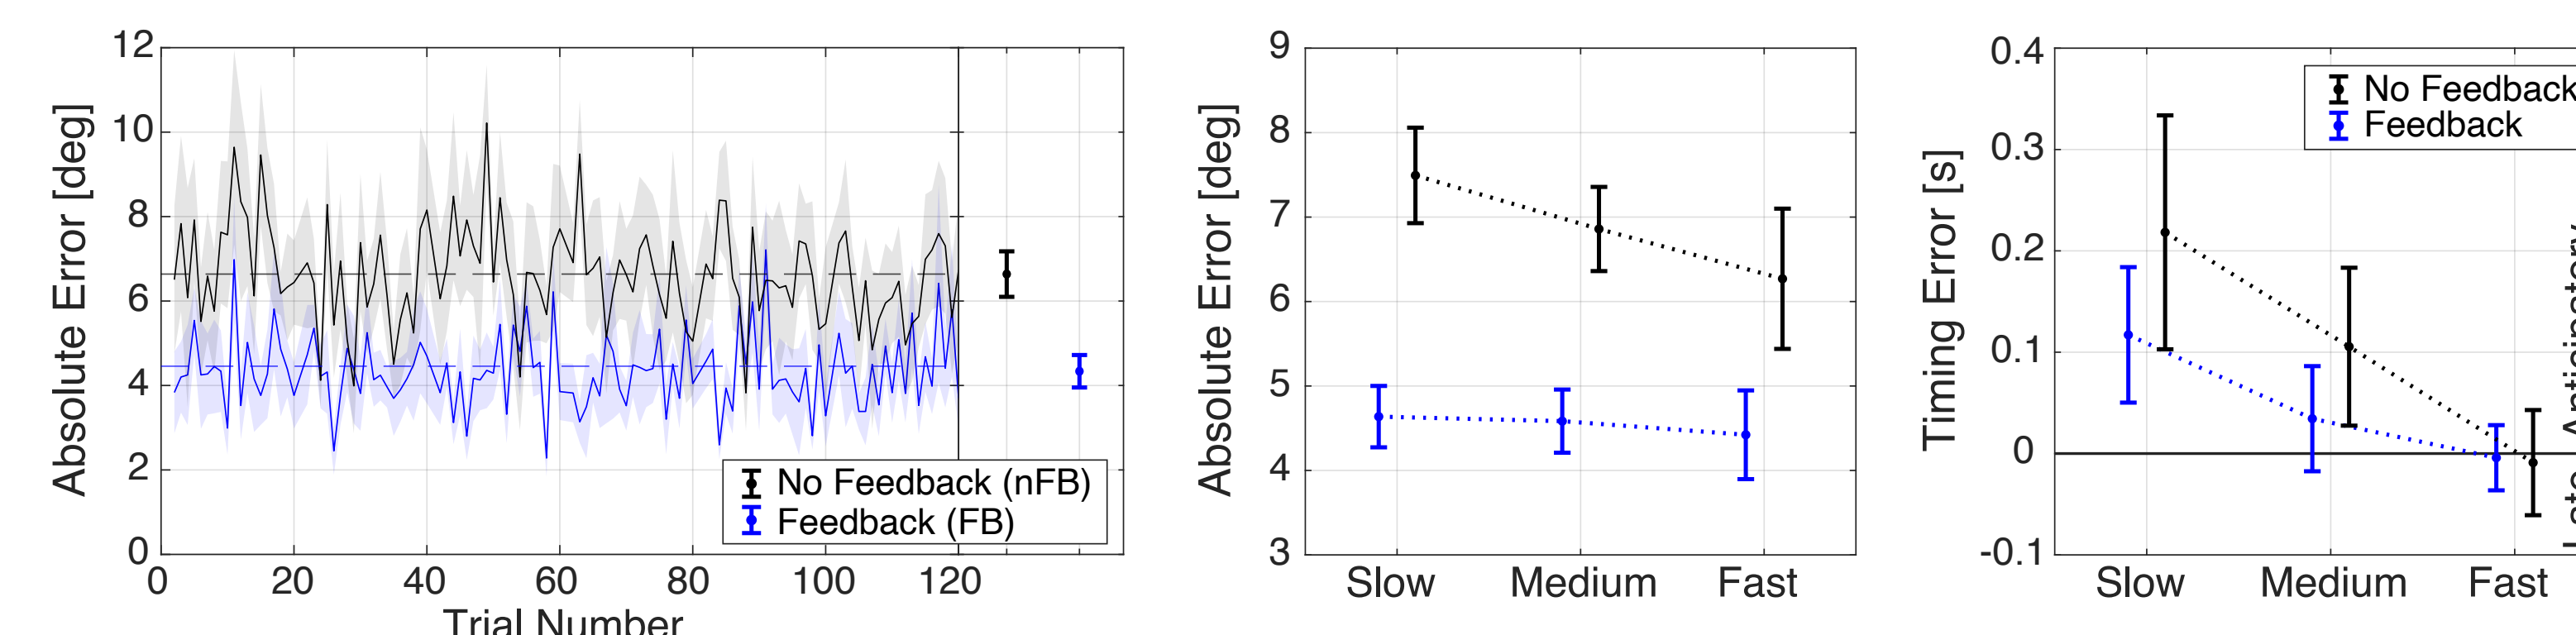 Absolute Error [deg]
12
10
8
6
4
2
0
0 20 40 60 80 100 120
Trial Number
No Feedback (nFB)
Feedback (FB)
Absolute Error [deg]
9
8
7
6
5
4
3
Slow Medium Fast
Timing Error [s]
0.4
0.3
0.2
0.1
0
-0.1
Slow Medium Fast
No Feedback
Feedback